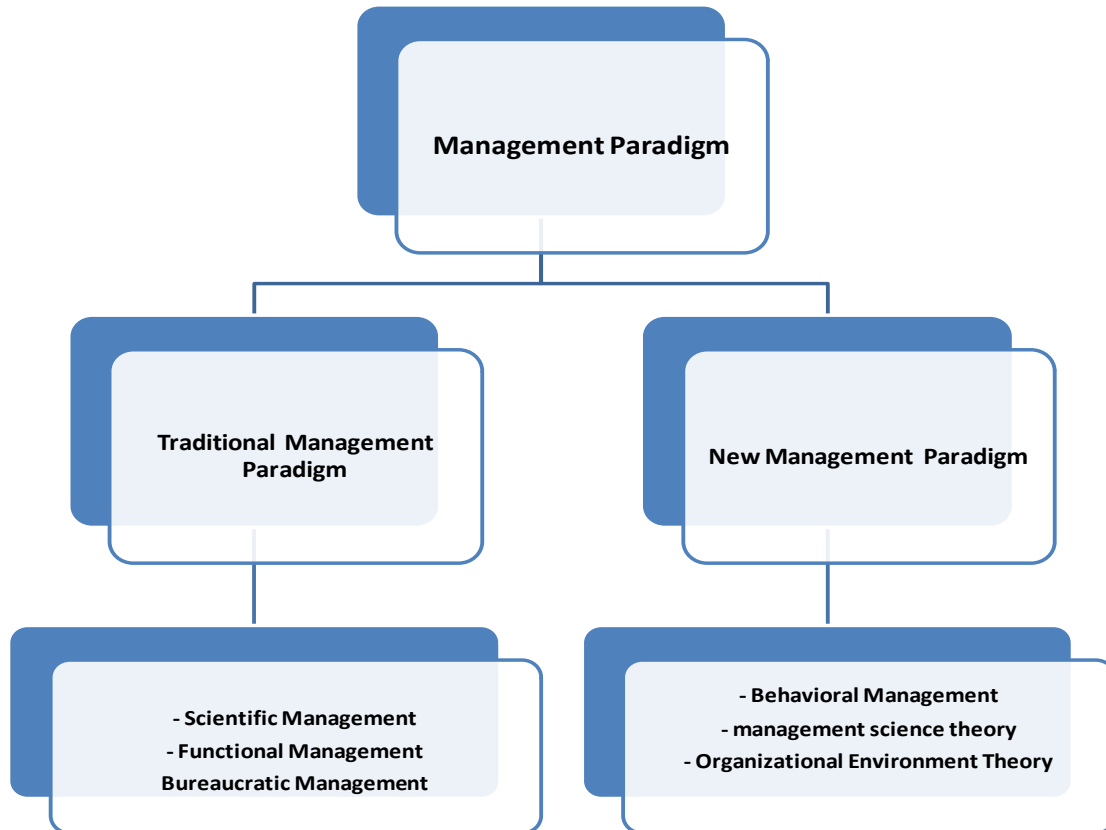 Management Paradigm
Traditional Management
Paradigm
New Management Paradigm
- Scientific Management
- Functional Management
Bureaucratic Management
- Behavioral Management
- management science theory
- Organizational Environment Theory